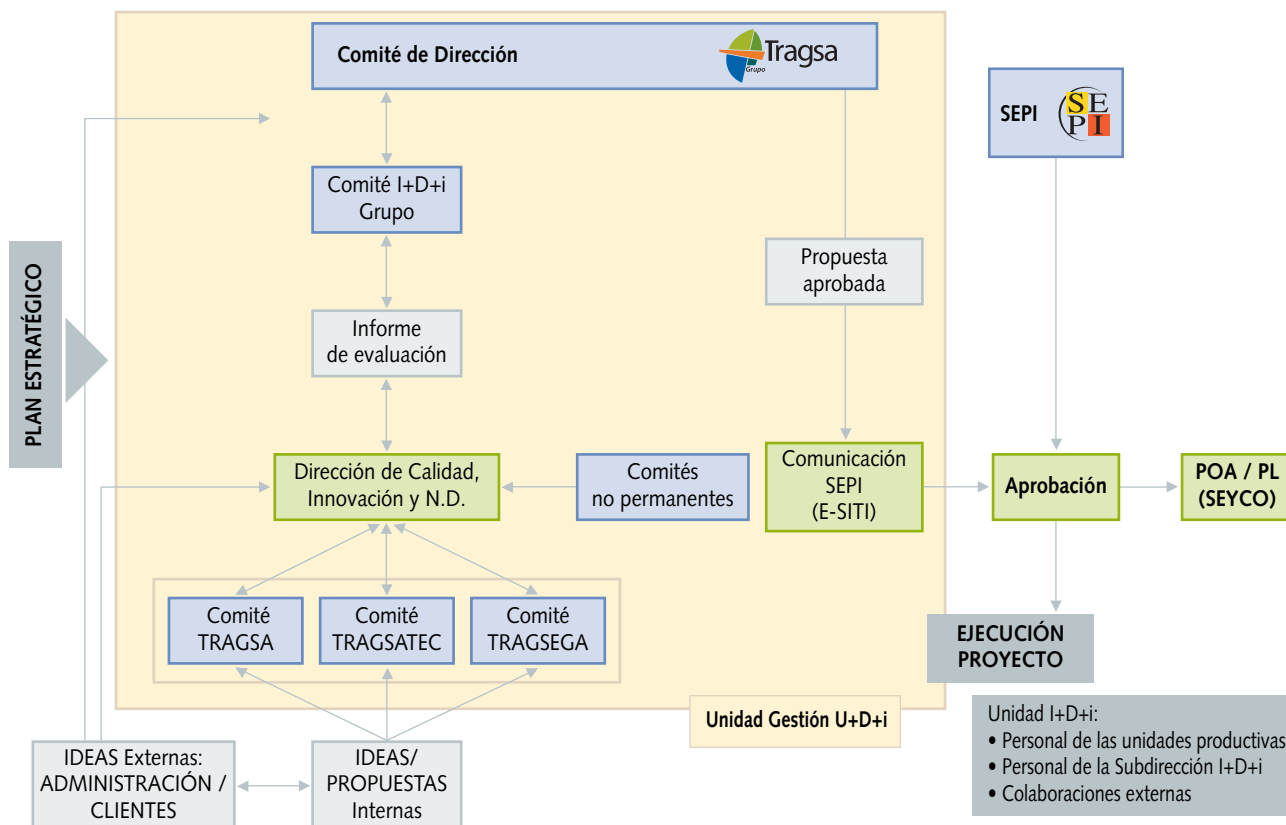 Comité de Dirección
Tragsa
Grupo
SEPI
SE
PI
Comité I+D+i
Grupo
Propuesta
aprobada
PLAN ESTRATÉGICO
Informe
de evaluación
Dirección de Calidad,
Innovación y N.D.
Comités
no permanentes
Comunicación
SEPI
(E-SITI)
Aprobación
POA / PL
(SEYCO)
Comité
TRAGSA
Comité
TRAGSATEC
Comité
TRAGSEGA
EJECUCIÓN
PROYECTO
Unidad Gestión U+D+i
IDEAS Externas:
ADMINISTRACIÓN /
CLIENTES
IDEAS/
PROPUESTAS
Internas
Unidad I+D+i:
• Personal de las unidades productivas
• Personal de la Subdirección I+D+i
• Colaboraciones externas